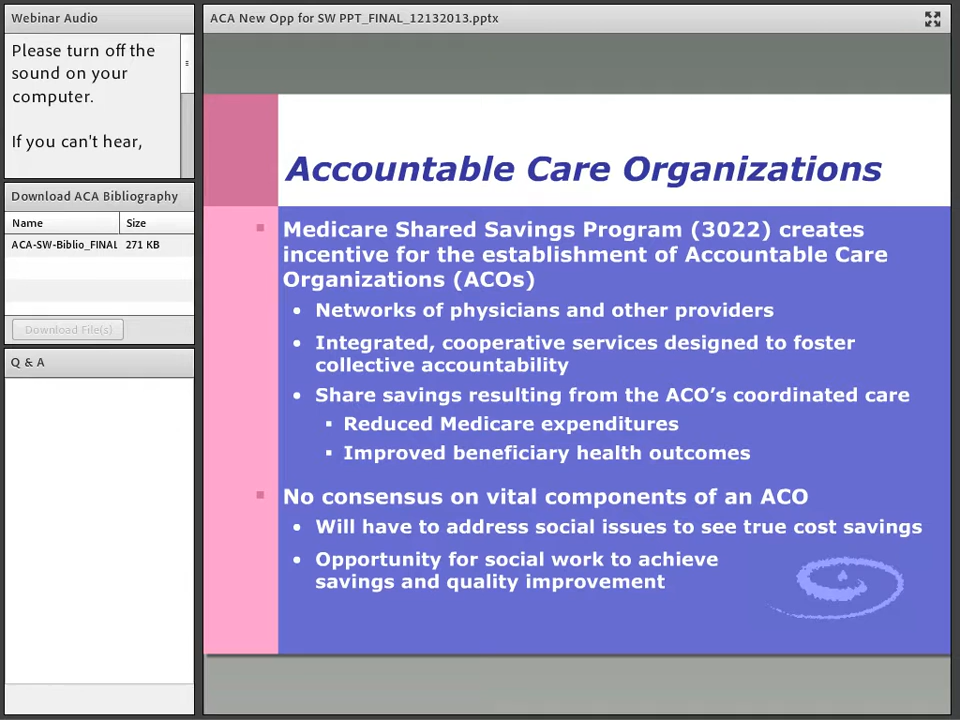 Webinar Audio
Please turn off the
sound on your
computer.
If you can't hear,
Download ACA Bibliography
Name Size
ACA-SW-Biblio_FINAL 271 KB
Download File(s)
Q & A
ACA New Opp for SW PPT_FINAL_12132013.pptx
Accountable Care Organizations
▪ Medicare Shared Savings Program (3022) creates
incentive for the establishment of Accountable Care
Organizations (ACOs)
• Networks of physicians and other providers
• Integrated, cooperative services designed to foster
collective accountability
• Share savings resulting from the ACO’s coordinated care
▪ Reduced Medicare expenditures
▪ Improved beneficiary health outcomes
▪ No consensus on vital components of an ACO
• Will have to address social issues to see true cost savings
• Opportunity for social work to achieve
savings and quality improvement